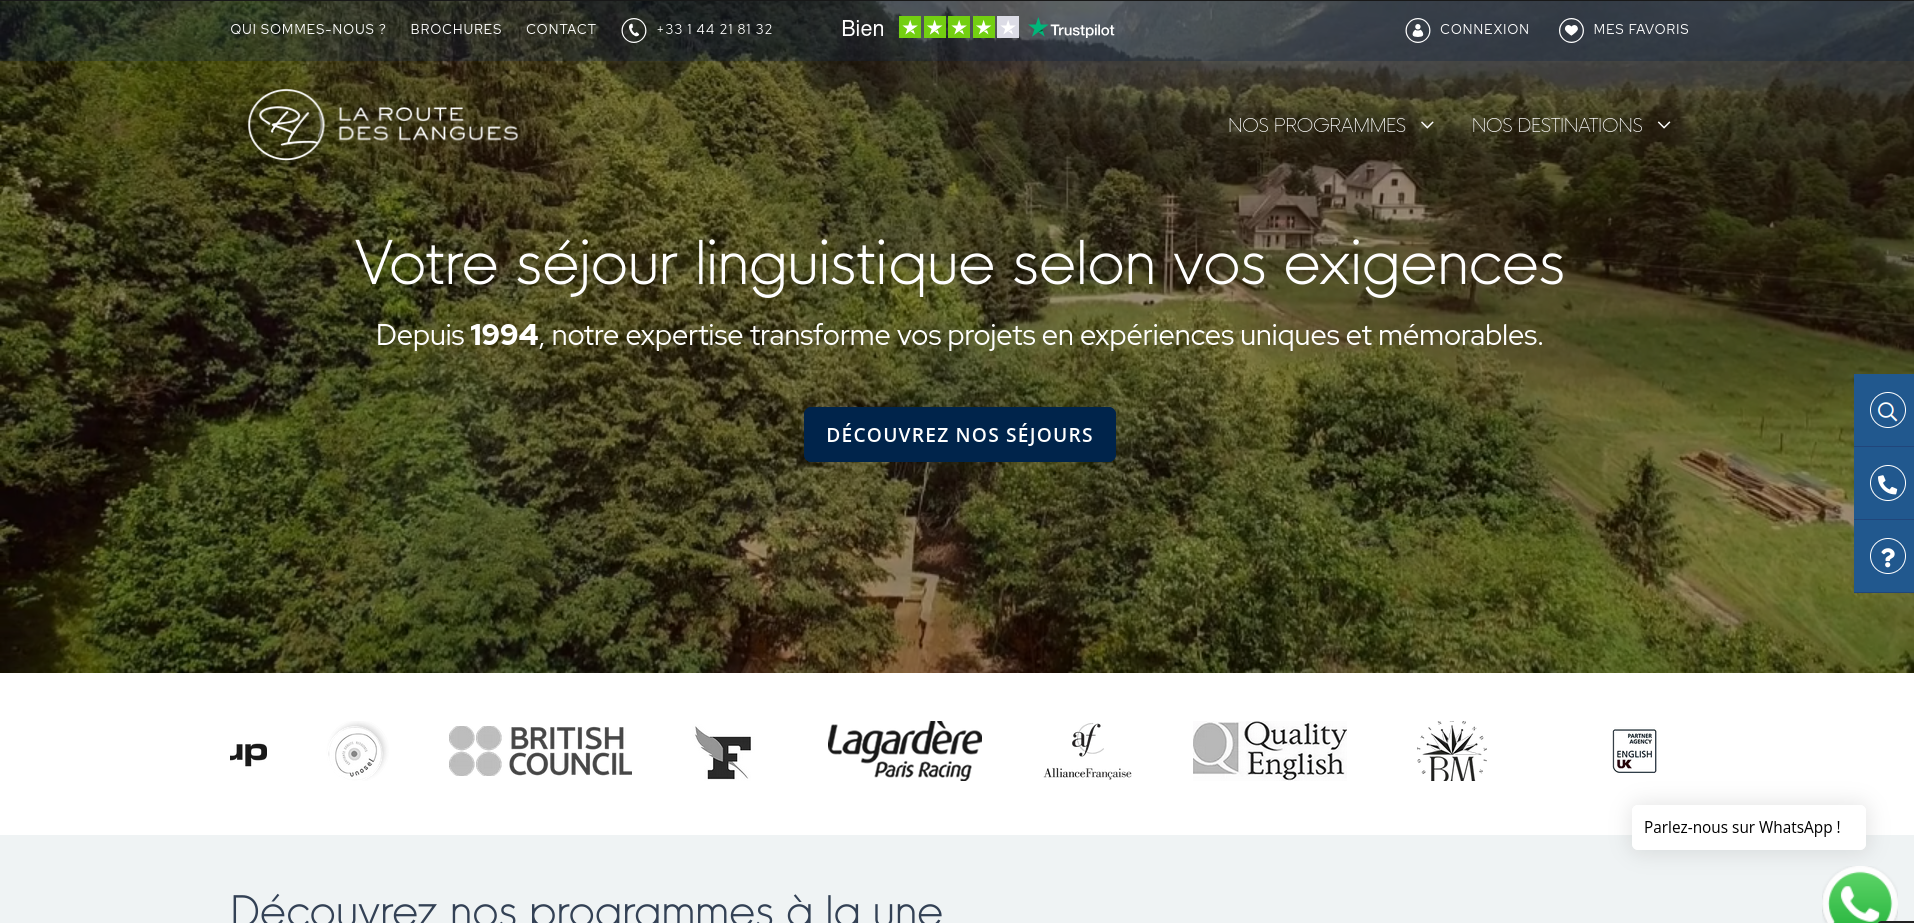 QUI SOMMES-NOUS ? BROCHURES CONTACT +33 1 44 21 81 32 Bien Trustpilot CONNEXION MES FAVORIS
LA ROUTE
DES LANGUES
NOS PROGRAMMES NOS DESTINATIONS
Votre séjour linguistique selon vos exigences
Depuis 1994, notre expertise transforme vos projets en expériences uniques et mémorables.
DÉCOUVREZ NOS SÉJOURS
?
unosel
BRITISH
COUNCIL
F
Lagardère
Paris Racing
af
AllianceFrançaise
Quality
English
BM
PARTNER
AGENCY
ENGLISH
UK
Parlez-nous sur WhatsApp !
Découvrez nos programmes à la une